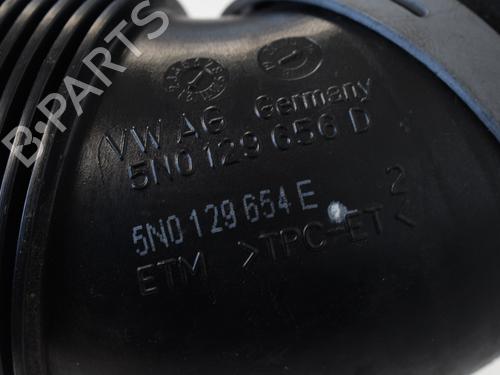 B-Parts
VW AG Germany
5N0 129 656 D
5N0 129 654 E 2
ETM >TPC-ET<